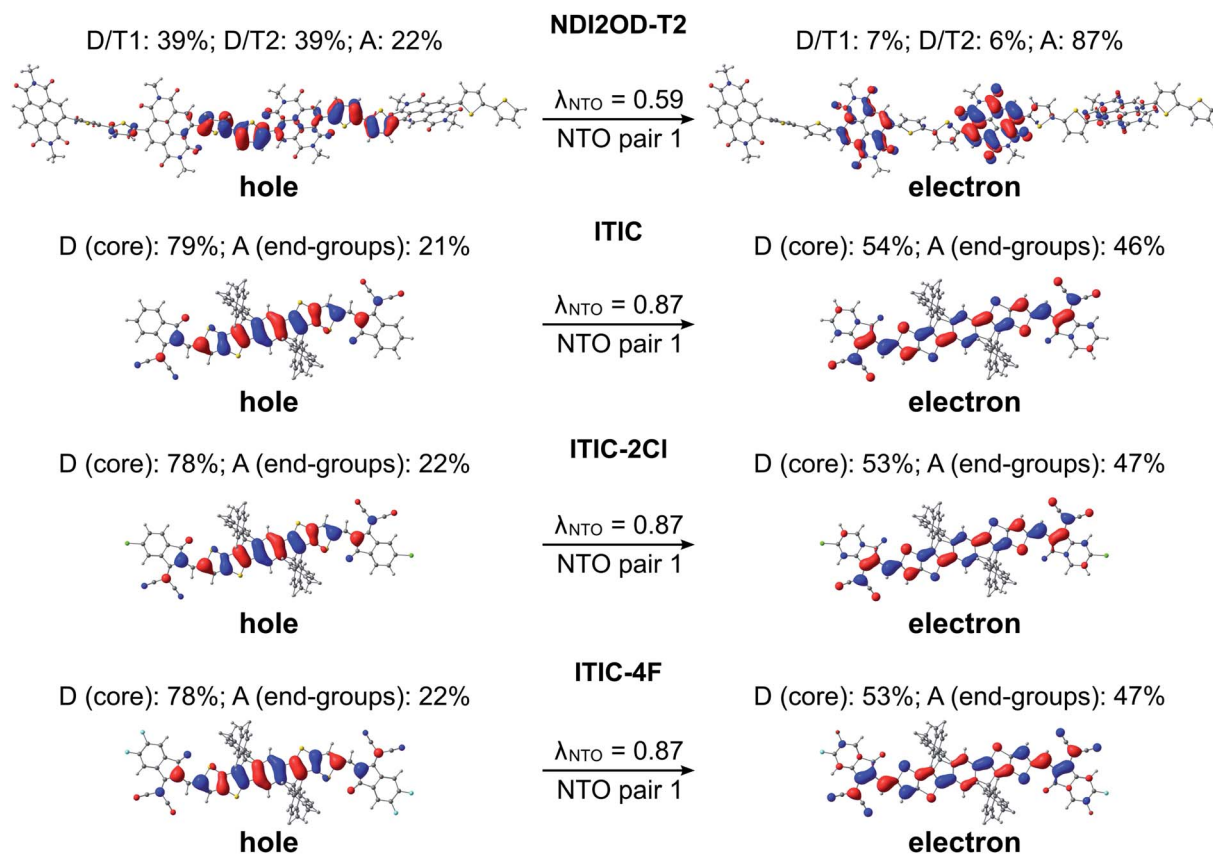 NDI2OD-T2
D/T1: 39%; D/T2: 39%; A: 22%
D/T1: 7%; D/T2: 6%; A: 87%
λNTO = 0.59
NTO pair 1
hole
electron
ITIC
D (core): 79%; A (end-groups): 21%
D (core): 54%; A (end-groups): 46%
λNTO = 0.87
NTO pair 1
hole
electron
ITIC-2Cl
D (core): 78%; A (end-groups): 22%
D (core): 53%; A (end-groups): 47%
λNTO = 0.87
NTO pair 1
hole
electron
ITIC-4F
D (core): 78%; A (end-groups): 22%
D (core): 53%; A (end-groups): 47%
λNTO = 0.87
NTO pair 1
hole
electron